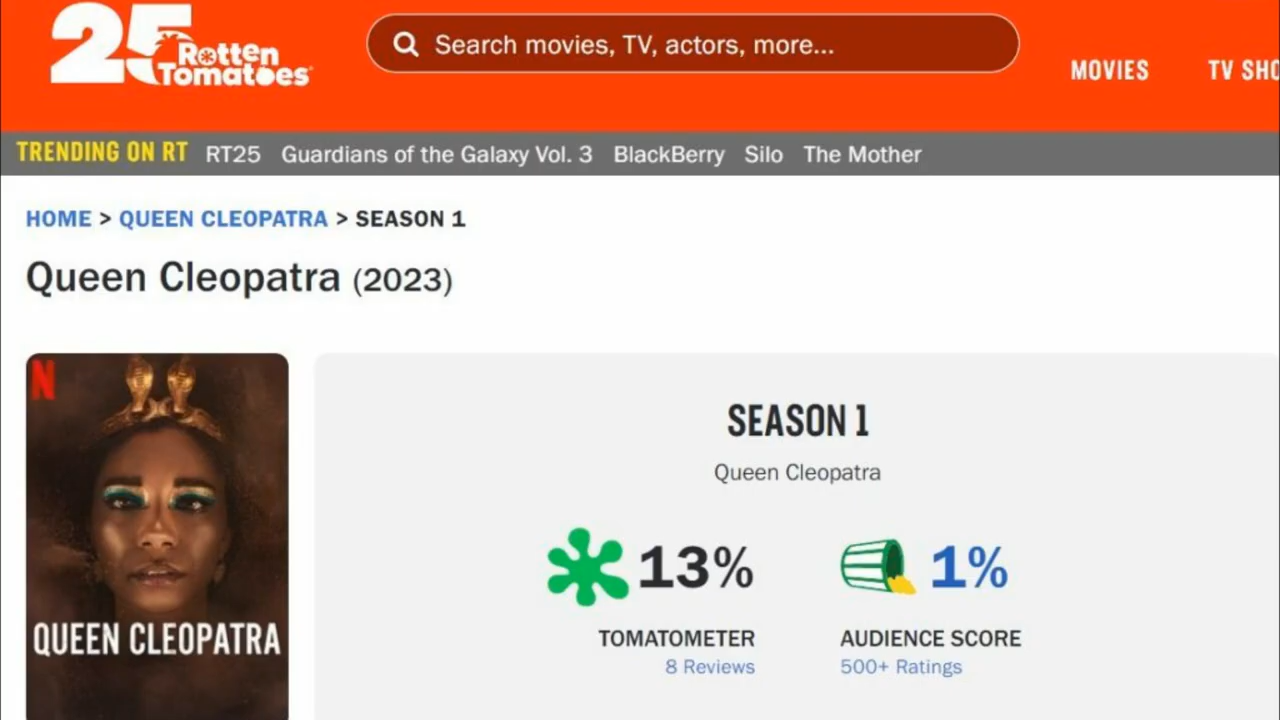 25 Rotten
Tomatoes
Search movies, TV, actors, more...
MOVIES TV SHO
TRENDING ON RT RT25 Guardians of the Galaxy Vol. 3 BlackBerry Silo The Mother
HOME > QUEEN CLEOPATRA > SEASON 1
Queen Cleopatra (2023)
N
QUEEN CLEOPATRA
SEASON 1
Queen Cleopatra
13% 1%
TOMATOMETER AUDIENCE SCORE
8 Reviews 500+ Ratings